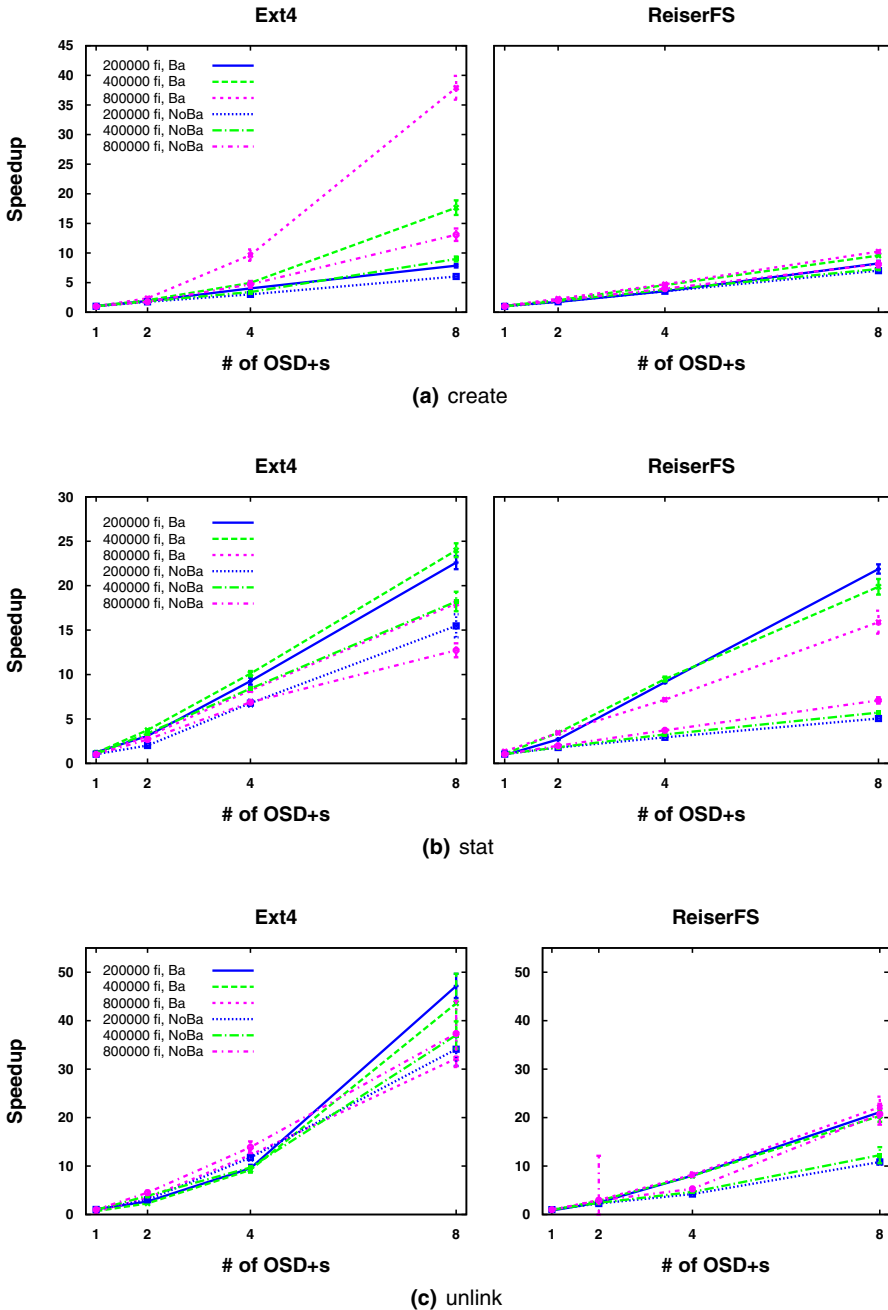 Ext4
ReiserFS
Speedup
45
40
35
30
25
20
15
10
5
0
200000 fi, Ba
400000 fi, Ba
800000 fi, Ba
200000 fi, NoBa
400000 fi, NoBa
800000 fi, NoBa
1 2 4 8
1 2 4 8
# of OSD+s
# of OSD+s
(a) create
Ext4
ReiserFS
Speedup
30
25
20
15
10
5
0
200000 fi, Ba
400000 fi, Ba
800000 fi, Ba
200000 fi, NoBa
400000 fi, NoBa
800000 fi, NoBa
1 2 4 8
1 2 4 8
# of OSD+s
# of OSD+s
(b) stat
Ext4
ReiserFS
Speedup
50
40
30
20
10
0
200000 fi, Ba
400000 fi, Ba
800000 fi, Ba
200000 fi, NoBa
400000 fi, NoBa
800000 fi, NoBa
50
40
30
20
10
0
1 2 4 8
1 2 4 8
# of OSD+s
# of OSD+s
(c) unlink